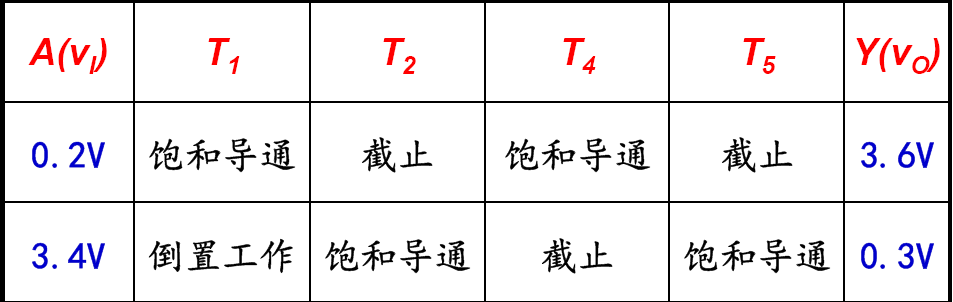 A(vI) T1 T2 T4 T5 Y(vO)
0.2V 饱和导通 截止 饱和导通 截止 3.6V
3.4V 倒置工作 饱和导通 截止 饱和导通 0.3V